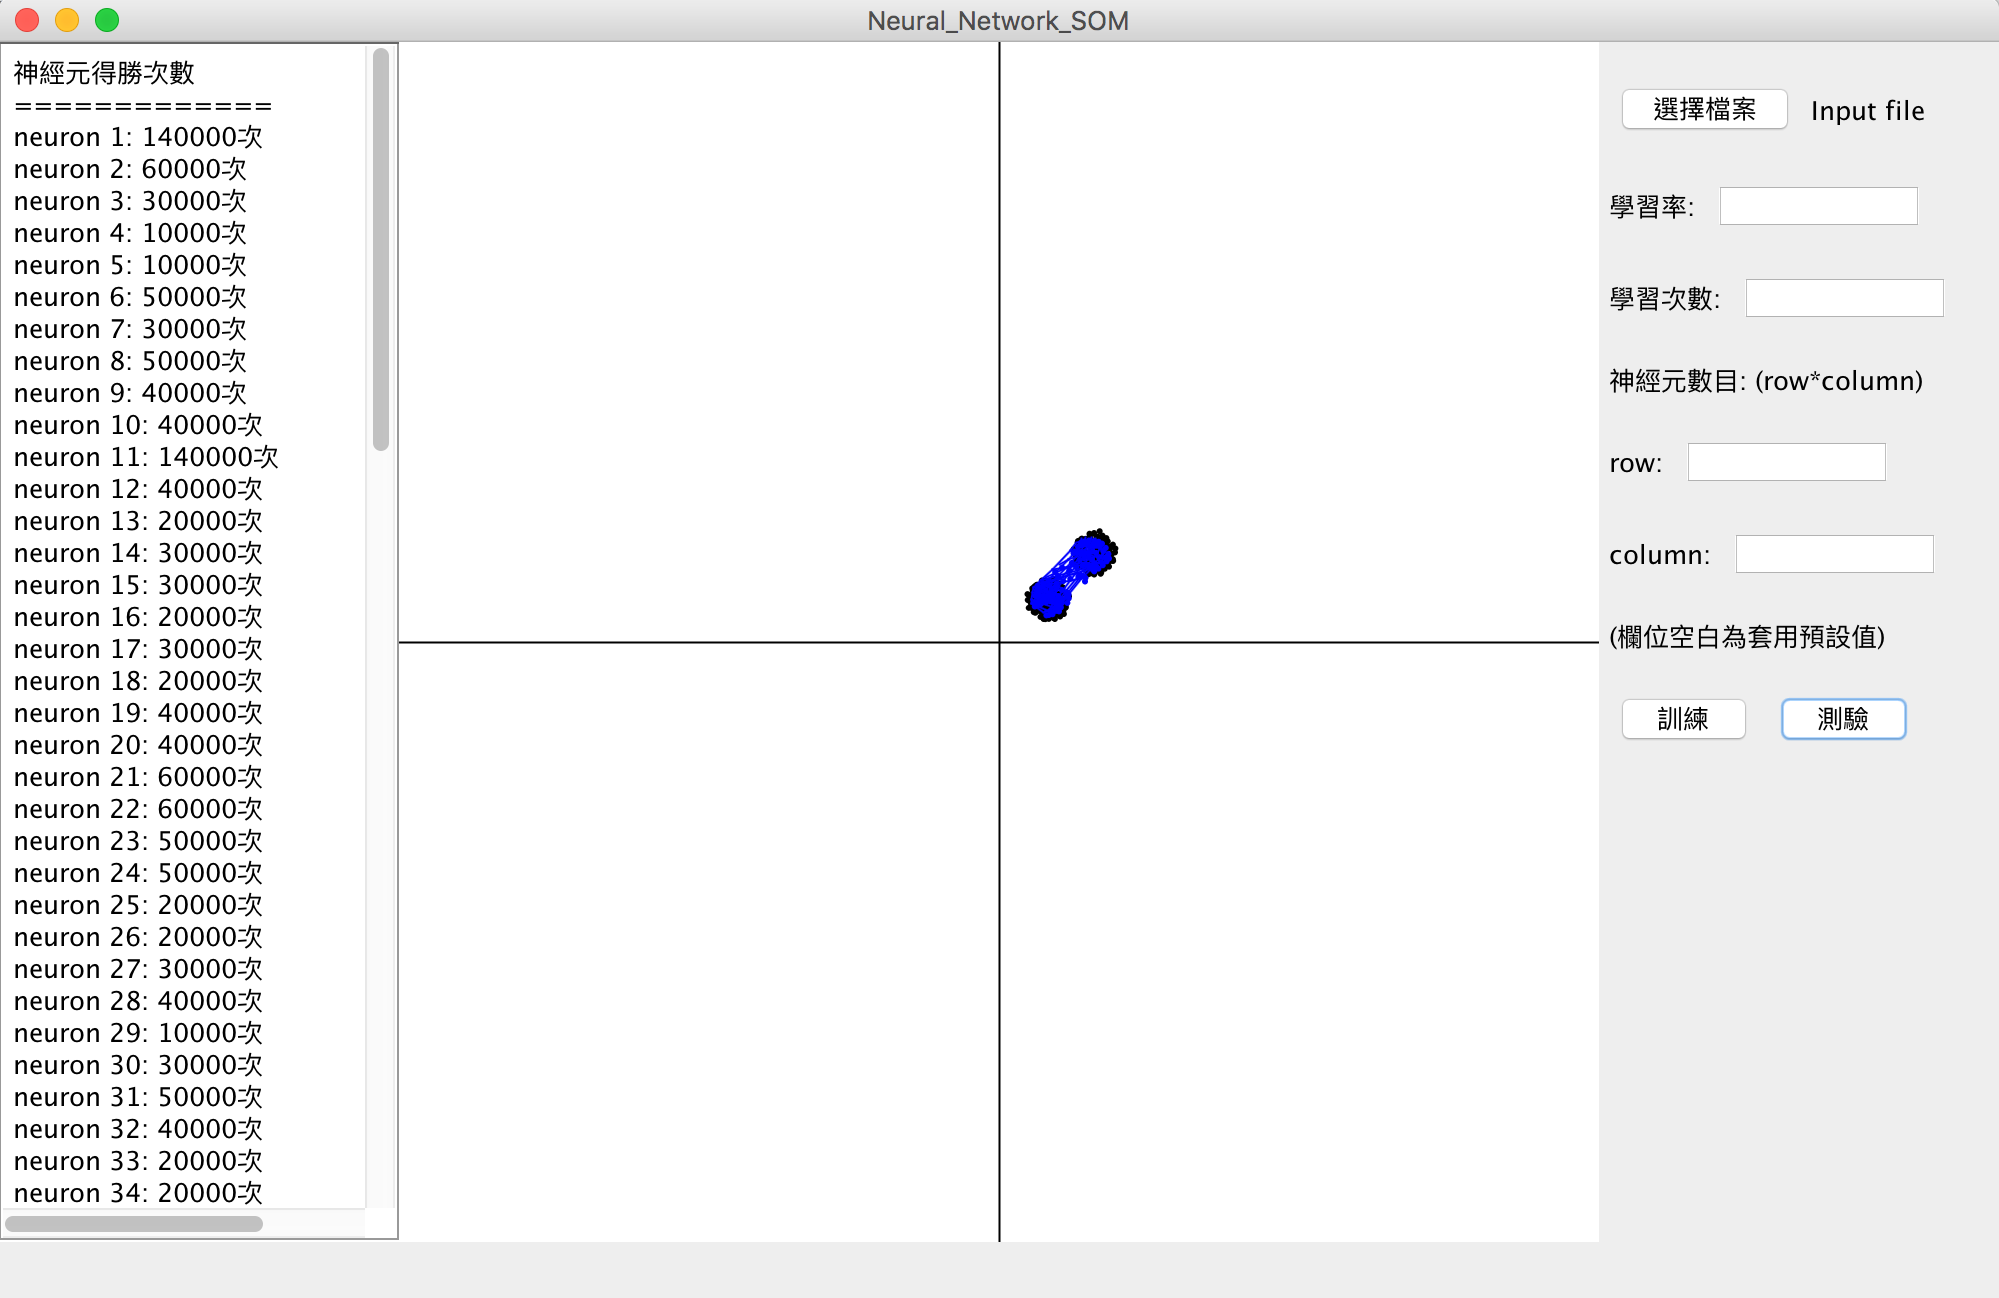 Neural_Network_SOM
神經元得勝次數
=============
neuron 1: 140000次
neuron 2: 60000次
neuron 3: 30000次
neuron 4: 10000次
neuron 5: 10000次
neuron 6: 50000次
neuron 7: 30000次
neuron 8: 50000次
neuron 9: 40000次
neuron 10: 40000次
neuron 11: 140000次
neuron 12: 40000次
neuron 13: 20000次
neuron 14: 30000次
neuron 15: 30000次
neuron 16: 20000次
neuron 17: 30000次
neuron 18: 20000次
neuron 19: 40000次
neuron 20: 40000次
neuron 21: 60000次
neuron 22: 60000次
neuron 23: 50000次
neuron 24: 50000次
neuron 25: 20000次
neuron 26: 20000次
neuron 27: 30000次
neuron 28: 40000次
neuron 29: 10000次
neuron 30: 30000次
neuron 31: 50000次
neuron 32: 40000次
neuron 33: 20000次
neuron 34: 20000次
選擇檔案 Input file
學習率:
學習次數:
神經元數目: (row*column)
row:
column:
(欄位空白為套用預設值)
訓練 測驗